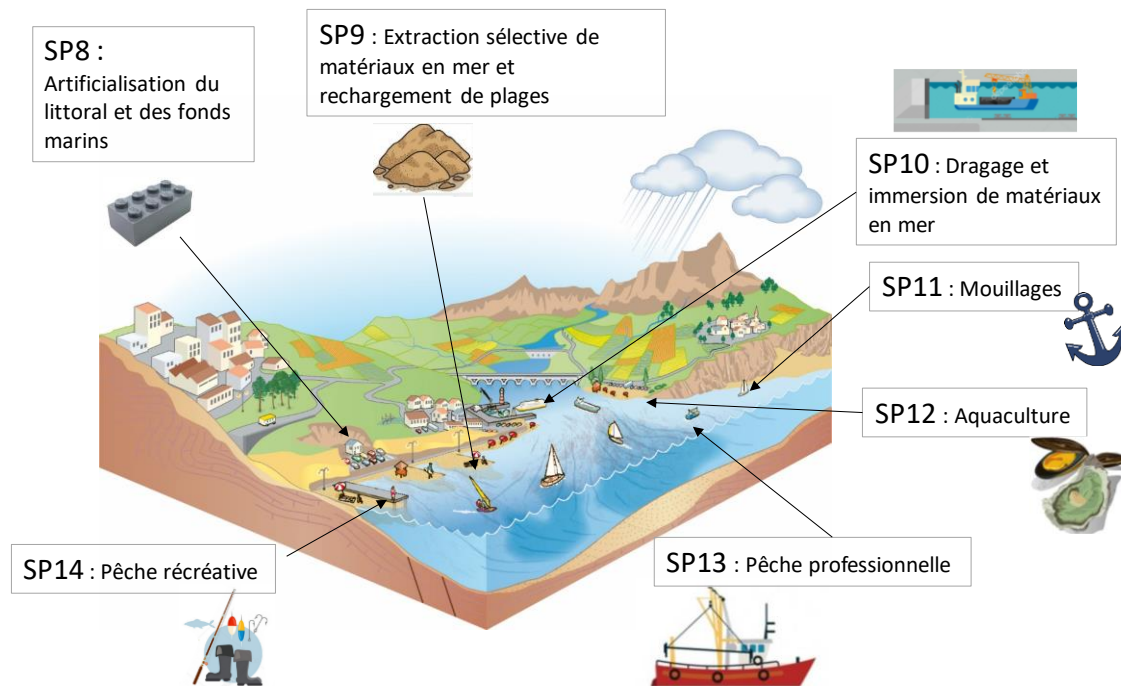 SP8 :
Artificialisation du
littoral et des fonds
marins
SP9 : Extraction sélective de
matériaux en mer et
rechargement de plages
SP10 : Dragage et
immersion de matériaux
en mer
SP11 : Mouillages
SP12 : Aquaculture
SP13 : Pêche professionnelle
SP14 : Pêche récréative